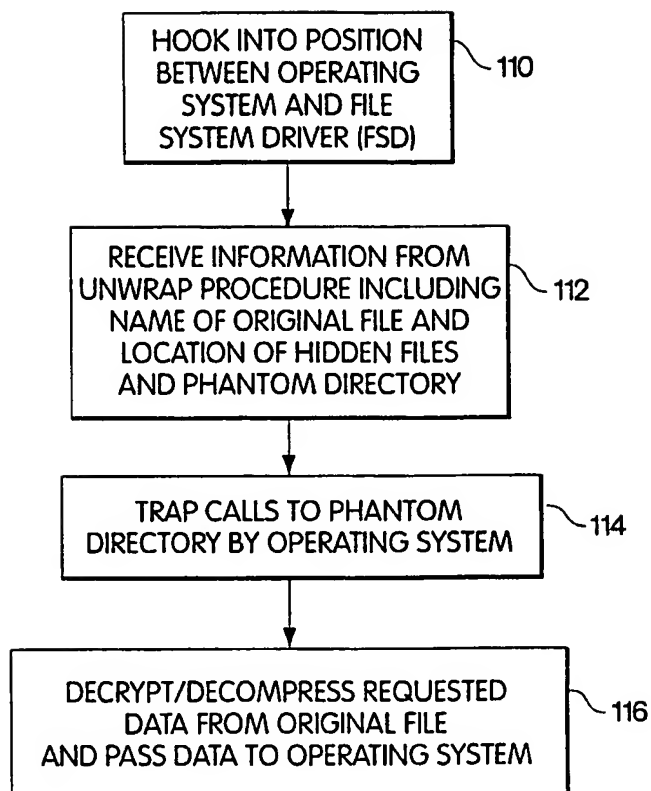 HOOK INTO POSITION
BETWEEN OPERATING
SYSTEM AND FILE
SYSTEM DRIVER (FSD)
110
RECEIVE INFORMATION FROM
UNWRAP PROCEDURE INCLUDING
NAME OF ORIGINAL FILE AND
LOCATION OF HIDDEN FILES
AND PHANTOM DIRECTORY
112
TRAP CALLS TO PHANTOM
DIRECTORY BY OPERATING SYSTEM
114
DECRYPT/DECOMPRESS REQUESTED
DATA FROM ORIGINAL FILE
AND PASS DATA TO OPERATING SYSTEM
116